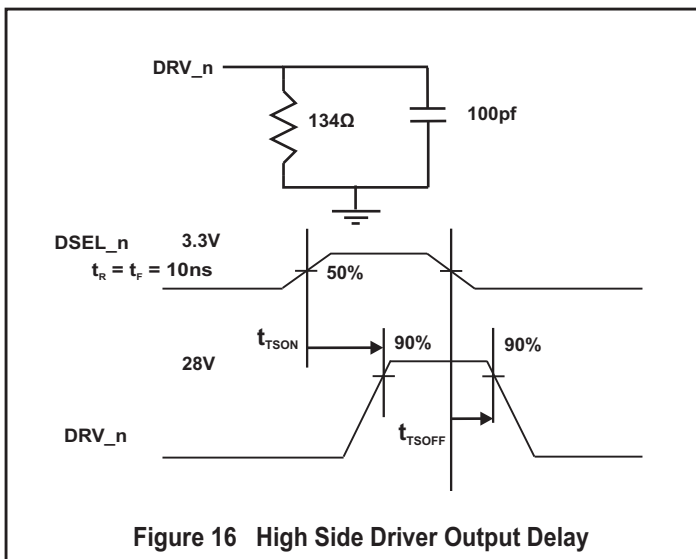 DRV_n
134Ω
100pf
DSEL_n 3.3V
tR = tF = 10ns
50%
tTSON
90%
90%
28V
DRV_n
tTSOFF
Figure 16 High Side Driver Output Delay